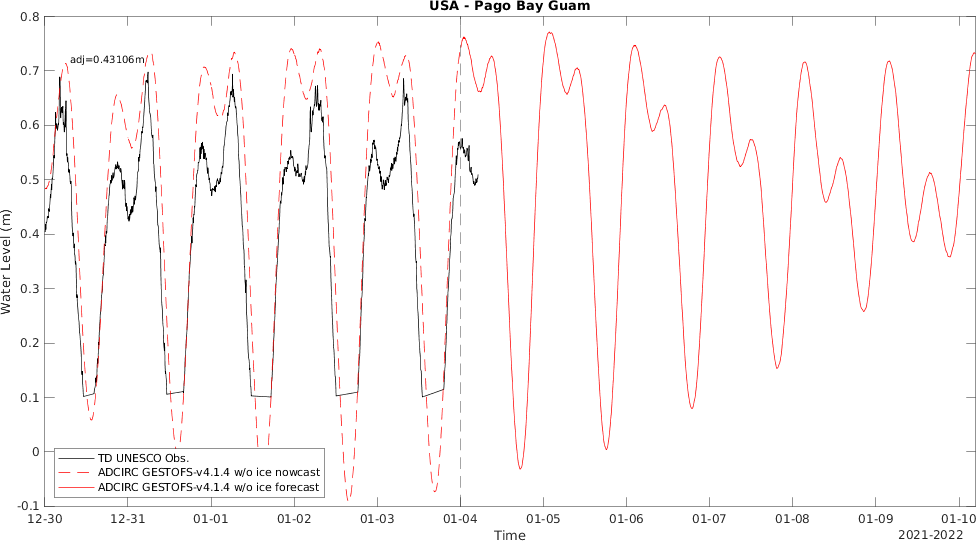 USA - Pago Bay Guam
adj=0.43106m
0.8
0.7
0.6
0.5
0.4
0.3
0.2
0.1
0
-0.1
Water Level (m)
TD UNESCO Obs.
ADCIRC GESTOFS-v4.1.4 w/o ice nowcast
ADCIRC GESTOFS-v4.1.4 w/o ice forecast
12-30 12-31 01-01 01-02 01-03 01-04 01-05 01-06 01-07 01-08 01-09 01-10
Time
2021-2022